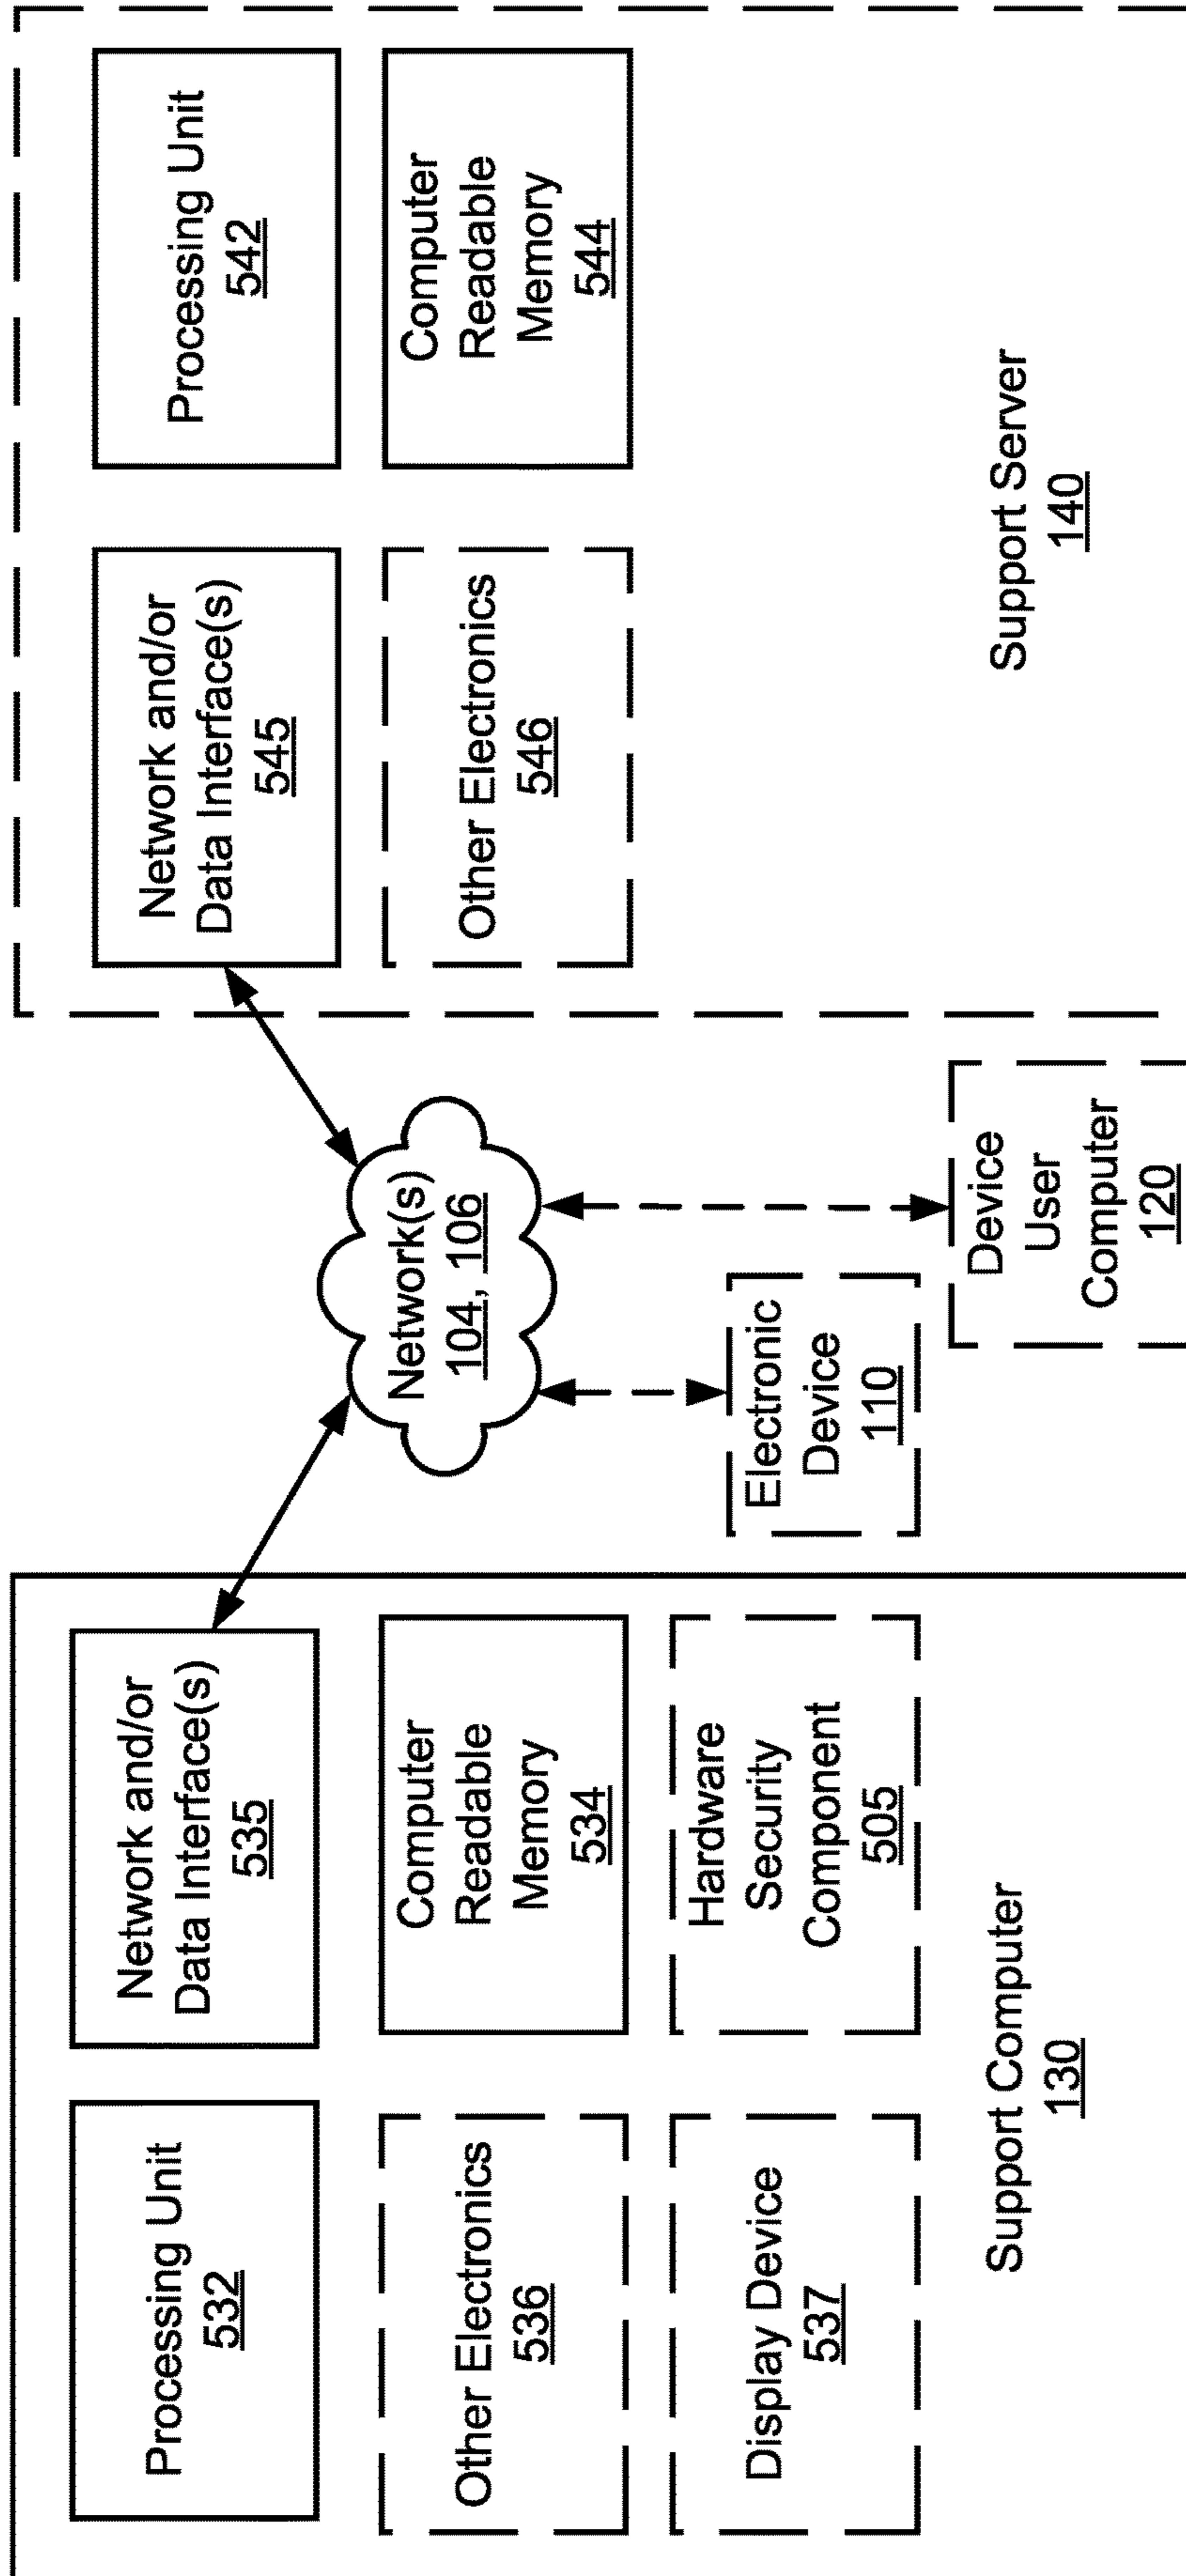 Processing Unit
532
Network and/or
Data Interface(s)
535
Other Electronics
536
Computer
Readable
Memory
534
Display Device
537
Hardware
Security
Component
505
Support Computer
130
Network(s)
104, 106
Electronic
Device
110
Device
User
Computer
120
Network and/or
Data Interface(s)
545
Processing Unit
542
Other Electronics
546
Computer
Readable
Memory
544
Support Server
140